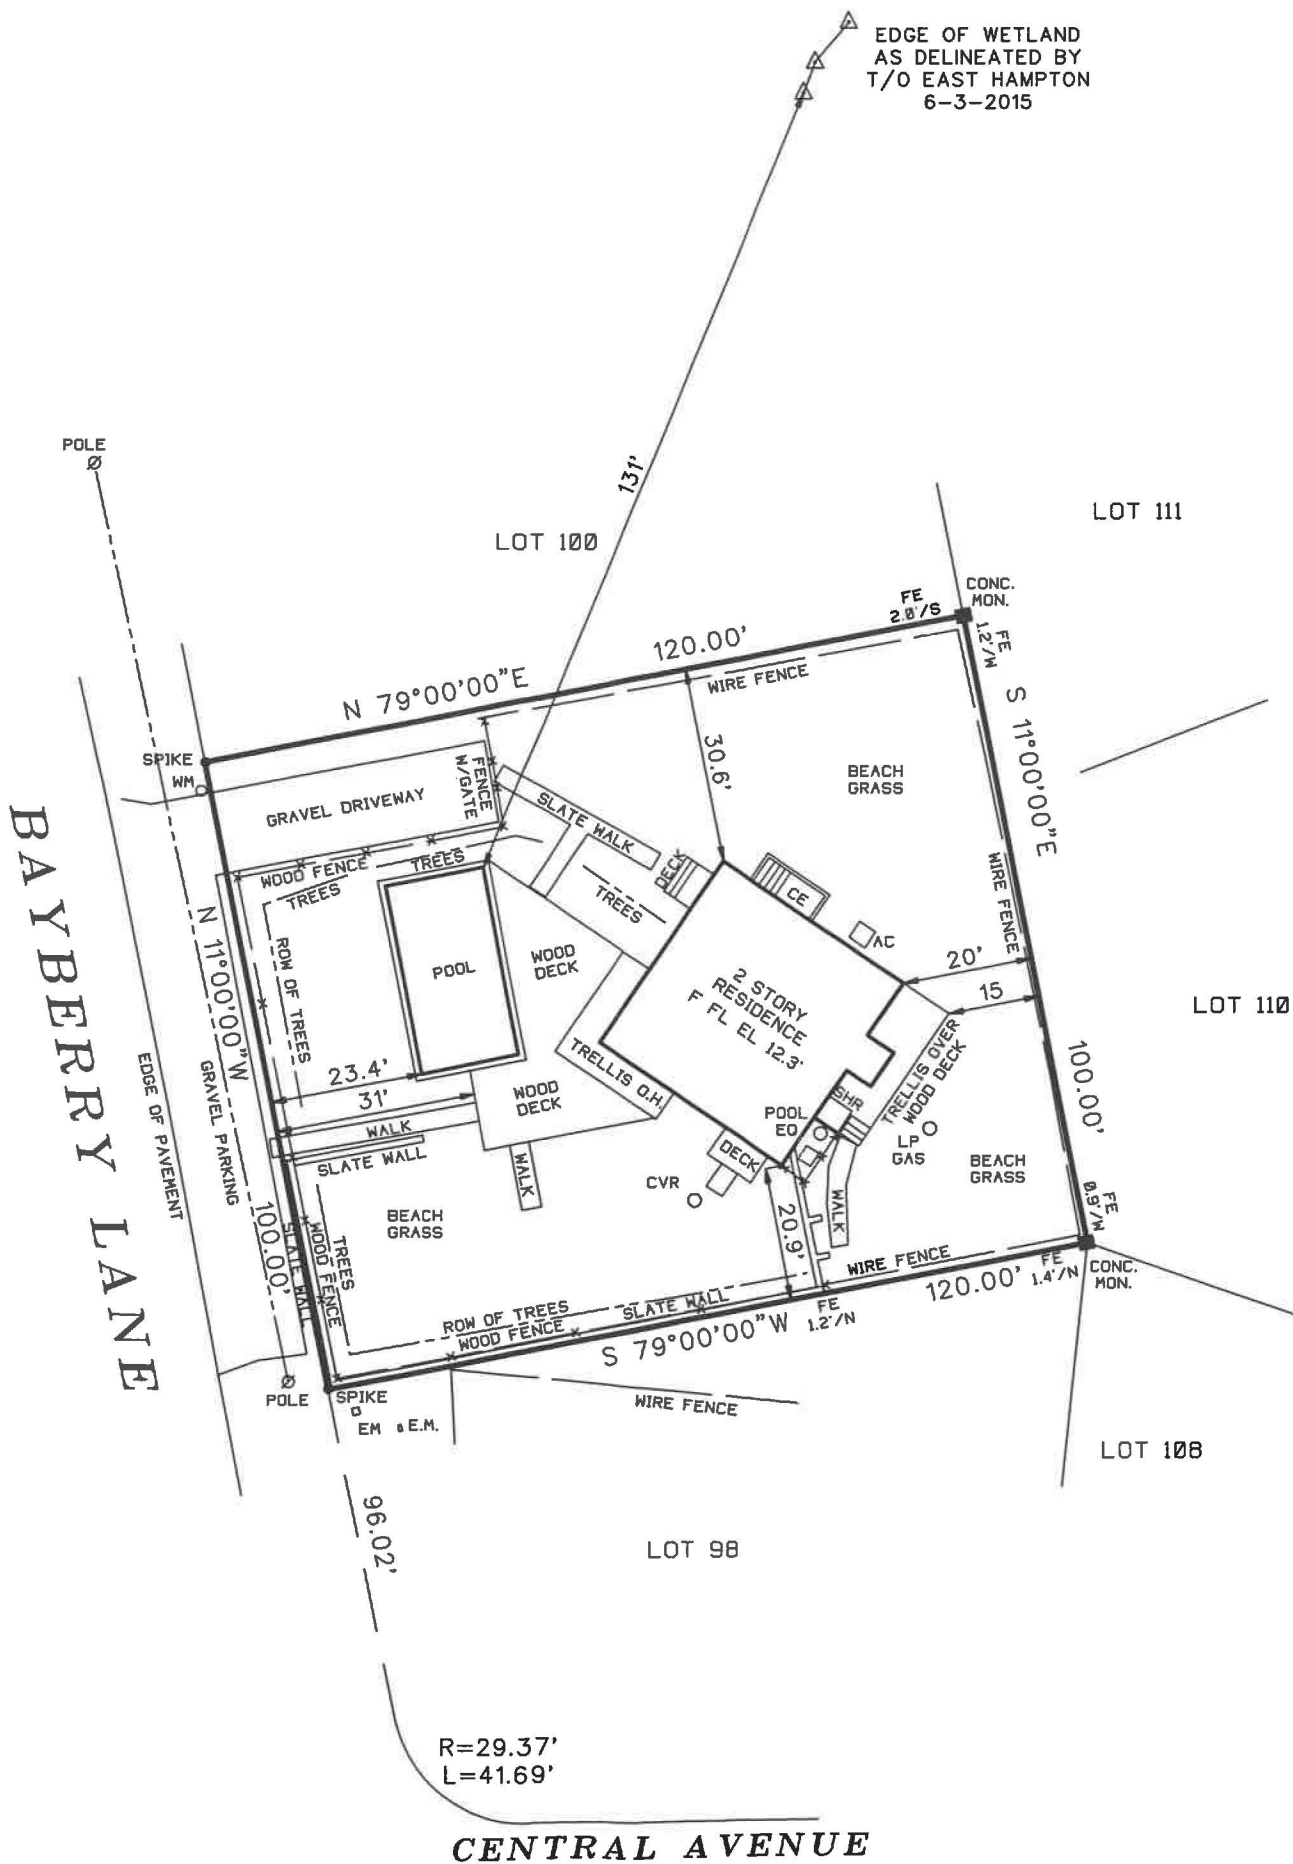 EDGE OF WETLAND
AS DELINEATED BY
T/O EAST HAMPTON
6-3-2015
POLE
131'
LOT 100
LOT 111
CONC.
MON.
FE
2.0'/S
FE
1.2'/W
120.00'
N 79°00'00"E
WIRE FENCE
S 11°00'00"E
SPIKE
WM
FENCE
W/GATE
30.6'
BEACH
GRASS
GRAVEL DRIVEWAY
SLATE WALK
WOOD FENCE
TREES
TREES
DECK
CE
TREES
WIRE FENCE
BAYBERRY LANE
N 11°00'00"W
ROW OF TREES
POOL
WOOD
DECK
AC
20'
2 STORY
RESIDENCE
F FL EL 12.3'
15
LOT 110
EDGE OF PAVEMENT
GRAVEL PARKING
23.4'
31'
TRELLIS O.H.
WOOD
DECK
TRELLIS OVER
WOOD DECK
100.00'
SHR
POOL
EQ
WALK
SLATE WALL
LP
GAS
DECK
WALK
CVR
BEACH
GRASS
FE
0.9'/W
BEACH
GRASS
WALK
20.9'
100.00'
SLATE WALL
WOOD FENCE
TREES
WIRE FENCE
120.00'
FE
1.4'/N
CONC.
MON.
ROW OF TREES
SLATE WALL
WOOD FENCE
FE
1.2'/N
S 79°00'00"W
POLE
SPIKE
EM
E.M.
WIRE FENCE
LOT 108
96.02'
LOT 98
R=29.37'
L=41.69'
CENTRAL AVENUE